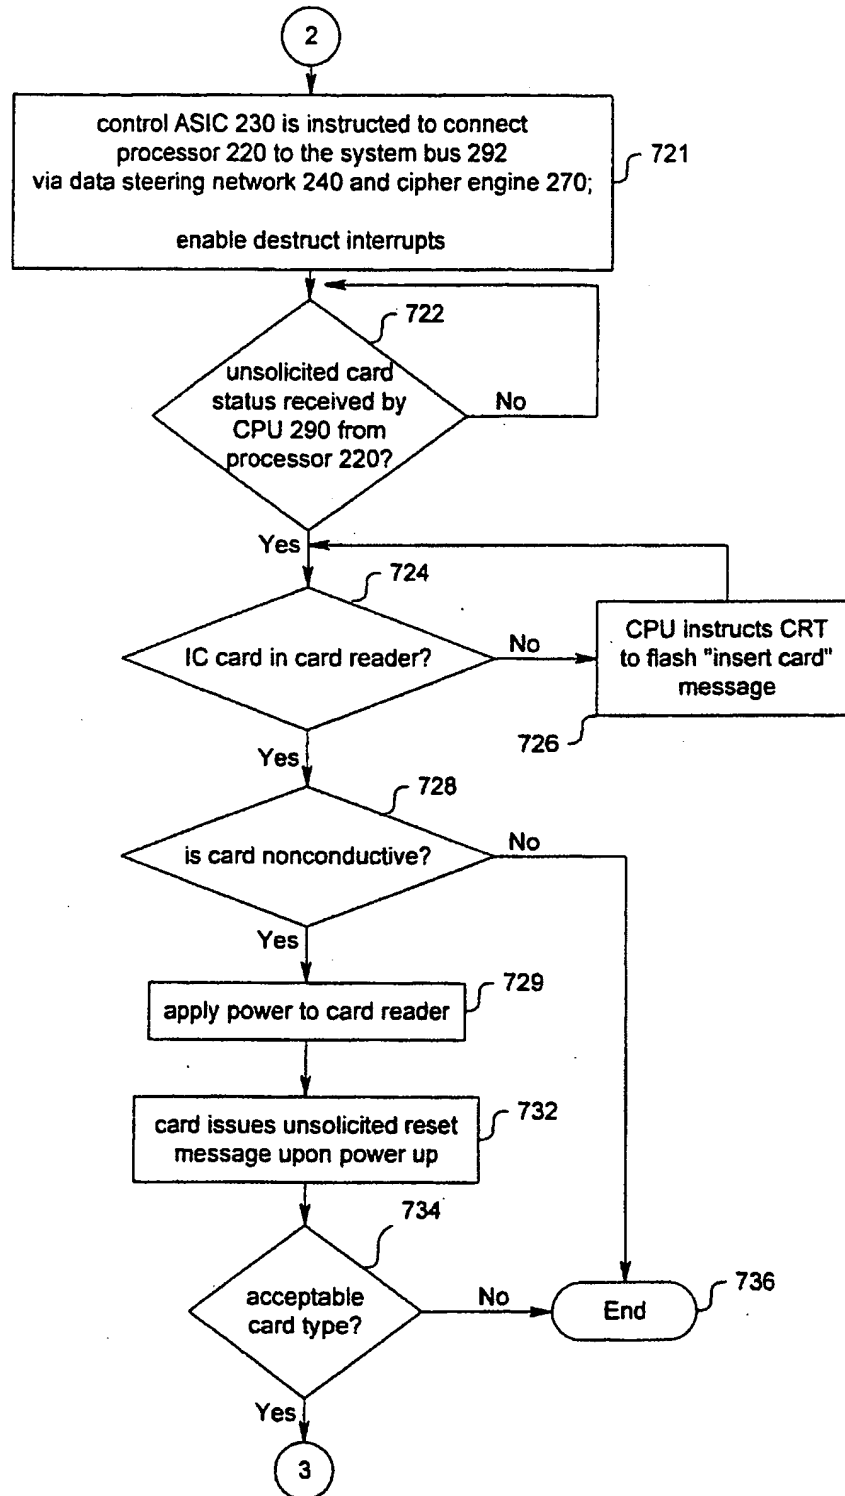 2
control ASIC 230 is instructed to connect
processor 220 to the system bus 292
via data steering network 240 and cipher engine 270;
enable destruct interrupts
721
722
unsolicited card
status received by
CPU 290 from
processor 220?
No
Yes
724
IC card in card reader?
No
CPU instructs CRT
to flash "insert card"
message
726
Yes
728
is card nonconductive?
No
Yes
729
apply power to card reader
732
card issues unsolicited reset
message upon power up
734
acceptable
card type?
No
End
736
Yes
3